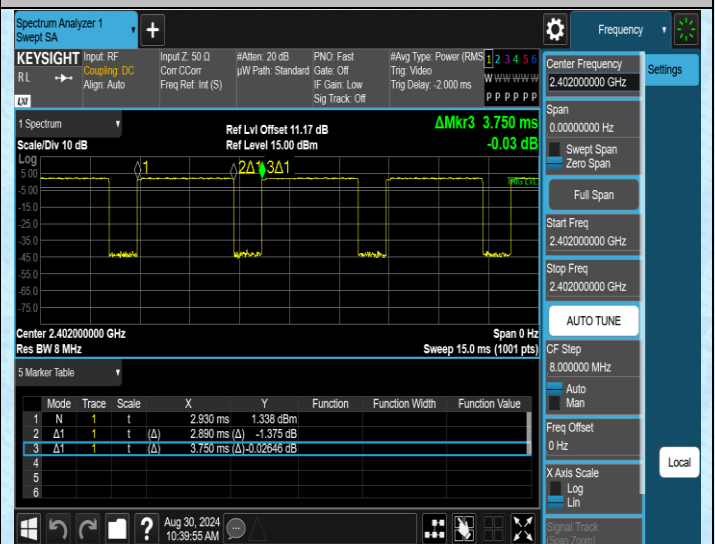 Spectrum Analyzer 1
Swept SA
+
Frequency
KEYSIGHT
RL
LXI
Input: RF
Coupling: DC
Align: Auto
Input Z: 50 Ω
Corr CCorr
Freq Ref: Int (S)
#Atten: 20 dB
µW Path: Standard
PNO: Fast
Gate: Off
IF Gain: Low
Sig Track: Off
#Avg Type: Power (RMS
Trig: Video
Trig Delay: -2.000 ms
1 2 3 4 5 6
W W W W W W
P P P P P P
1 Spectrum
Scale/Div 10 dB
Ref Lvl Offset 11.17 dB
Ref Level 15.00 dBm
ΔMkr3 3.750 ms
-0.03 dB
Log
5.00
-5.00
-15.0
-25.0
-35.0
-45.0
-55.0
-65.0
-75.0
1
2Δ1
3Δ1
TRIG LVL
Center 2.402000000 GHz
Res BW 8 MHz
Span 0 Hz
Sweep 15.0 ms (1001 pts)
5 Marker Table
Mode Trace Scale X Y Function Function Width Function Value
1 N 1 t 2.930 ms 1.338 dBm
2 Δ1 1 t (Δ) 2.890 ms (Δ) -1.375 dB
3 Δ1 1 t (Δ) 3.750 ms (Δ) -0.02646 dB
4
5
6
Aug 30, 2024
10:39:55 AM
Center Frequency
2.402000000 GHz
Span
0.00000000 Hz
Swept Span
Zero Span
Full Span
Start Freq
2.402000000 GHz
Stop Freq
2.402000000 GHz
AUTO TUNE
CF Step
8.000000 MHz
Auto
Man
Freq Offset
0 Hz
X Axis Scale
Log
Lin
Signal Track
(Span Zoom)
Settings
Local